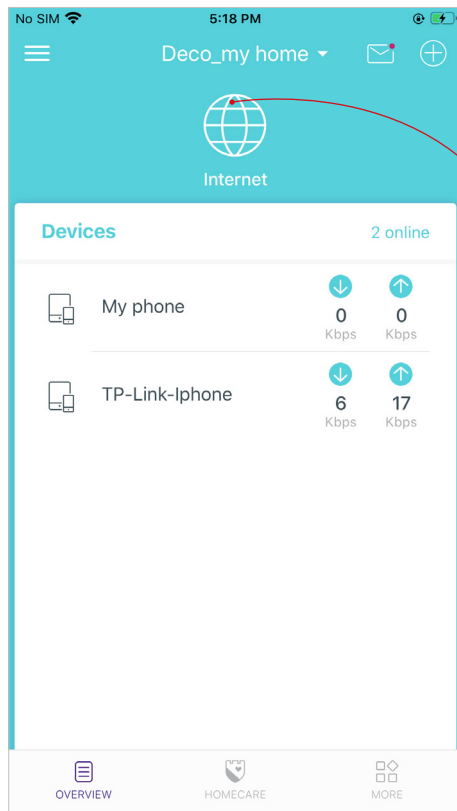 No SIM 5:18 PM
Deco_my home
Internet
Devices 2 online
My phone 0 0
Kbps Kbps
TP-Link-Iphone 6 17
Kbps Kbps
OVERVIEW HOMECARE MORE